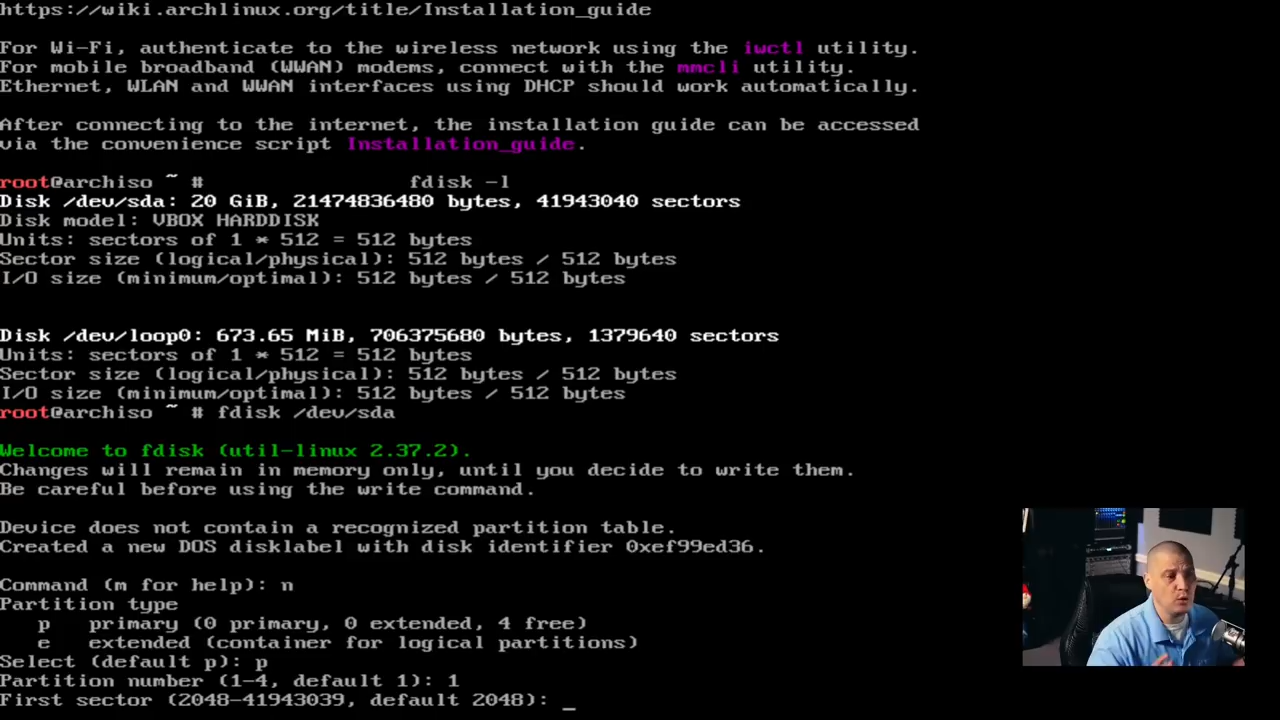 https://wiki.archlinux.org/title/Installation_guide
For Wi-Fi, authenticate to the wireless network using the iwctl utility.
For mobile broadband (WWAN) modems, connect with the mmcli utility.
Ethernet, WLAN and WWAN interfaces using DHCP should work automatically.
After connecting to the internet, the installation guide can be accessed
via the convenience script Installation_guide.
root@archiso ~ # fdisk -l
Disk /dev/sda: 20 GiB, 21474836480 bytes, 41943040 sectors
Disk model: VBOX HARDDISK
Units: sectors of 1 * 512 = 512 bytes
Sector size (logical/physical): 512 bytes / 512 bytes
I/O size (minimum/optimal): 512 bytes / 512 bytes
Disk /dev/loop0: 673.65 MiB, 706375680 bytes, 1379640 sectors
Units: sectors of 1 * 512 = 512 bytes
Sector size (logical/physical): 512 bytes / 512 bytes
I/O size (minimum/optimal): 512 bytes / 512 bytes
root@archiso ~ # fdisk /dev/sda
Welcome to fdisk (util-linux 2.37.2).
Changes will remain in memory only, until you decide to write them.
Be careful before using the write command.
Device does not contain a recognized partition table.
Created a new DOS disklabel with disk identifier 0xef99ed36.
Command (m for help): n
Partition type
p primary (0 primary, 0 extended, 4 free)
e extended (container for logical partitions)
Select (default p): p
Partition number (1-4, default 1): 1
First sector (2048-41943039, default 2048): _